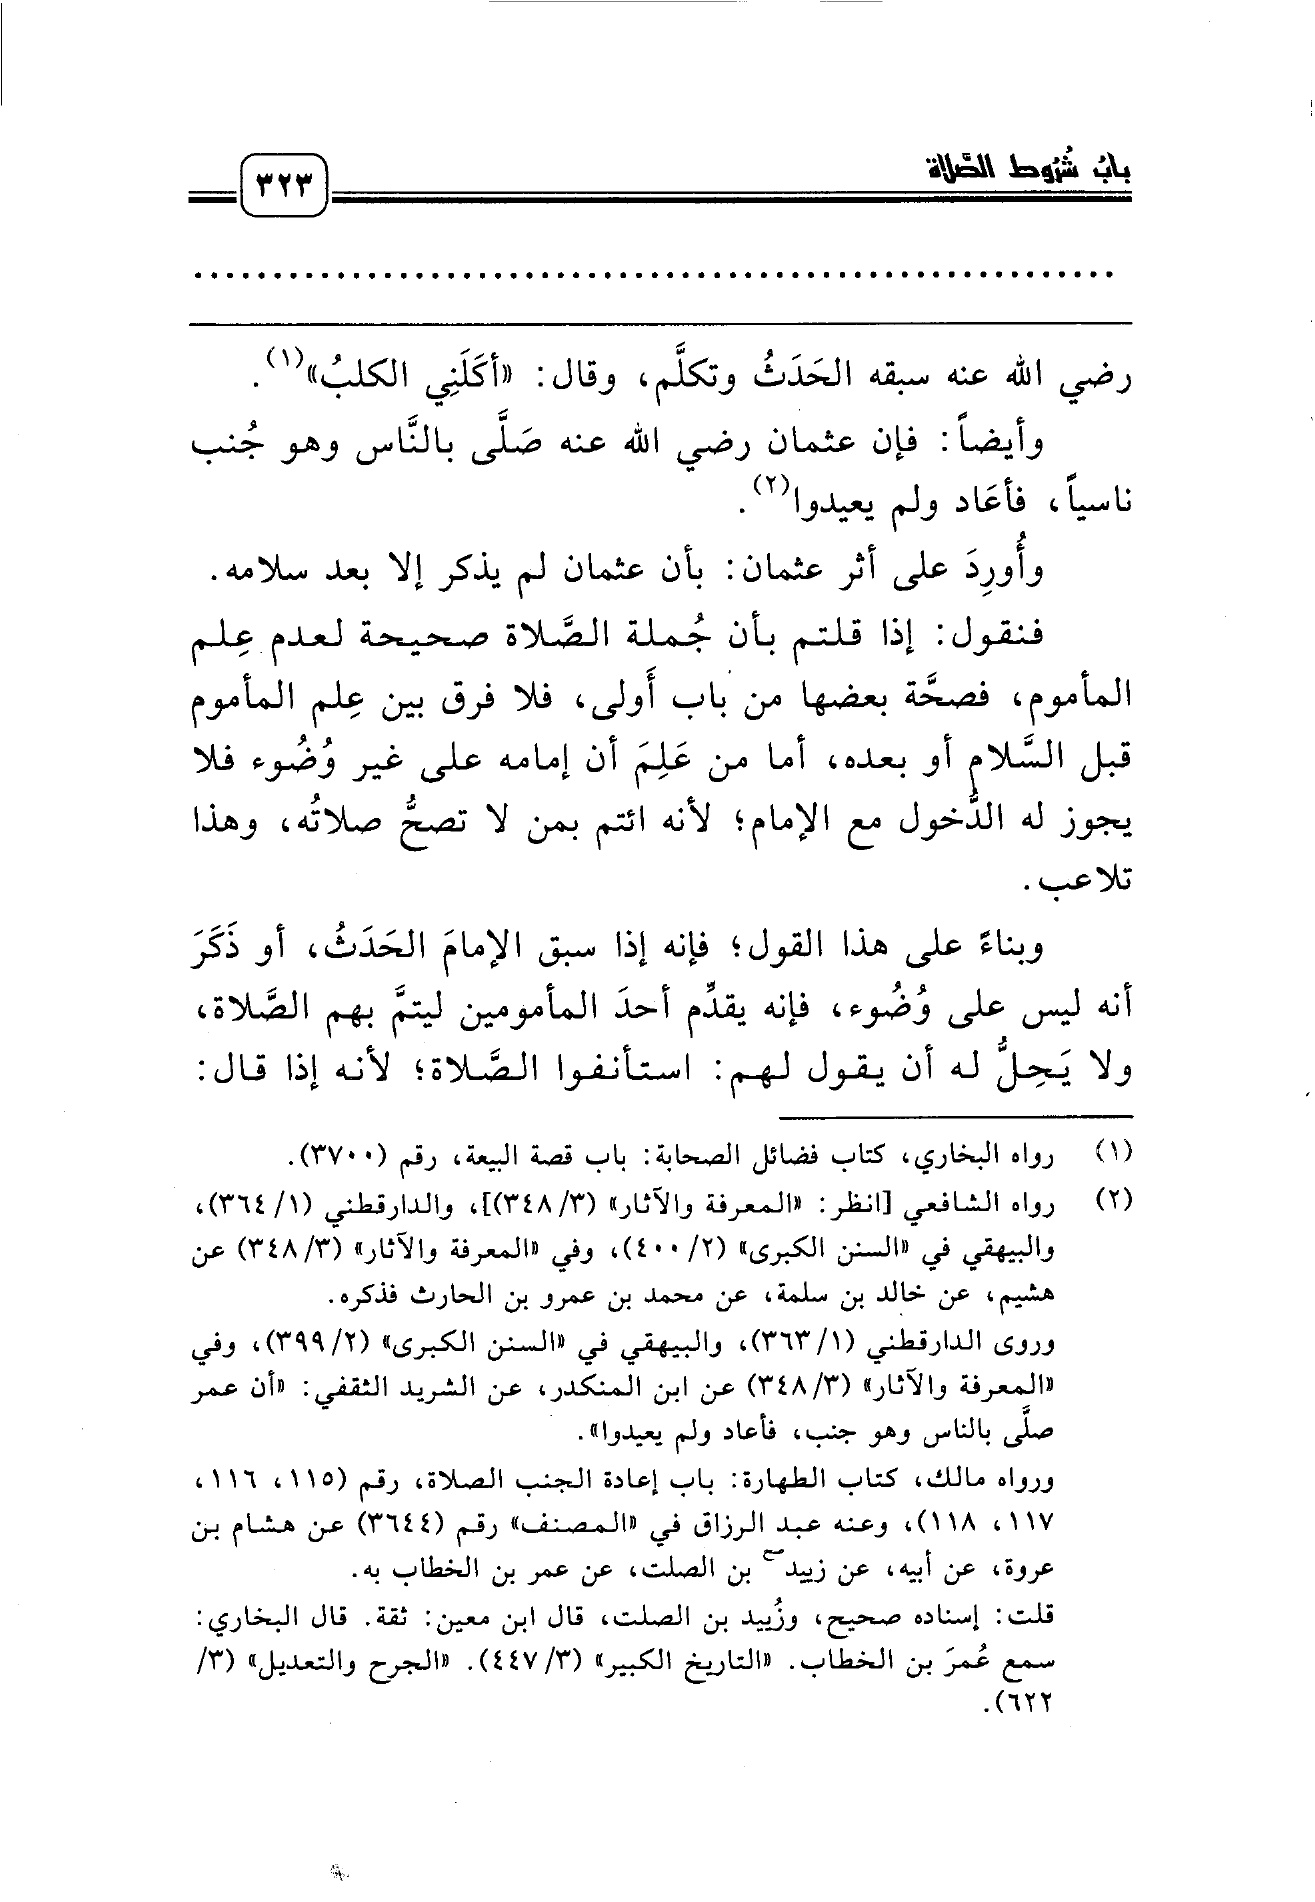 بابُ شُرُوط الصَّلاة
٣٢٣
رضي الله عنه سبقه الحَدَثُ وتكلَّم، وقال: «أكَلَنِي الكلبُ»(١).
وأيضاً: فإن عثمان رضي الله عنه صَلَّى بالنَّاس وهو جُنب
ناسياً، فأعَاد ولم يعيدوا(٢).
وأُورِدَ على أثر عثمان: بأن عثمان لم يذكر إلا بعد سلامه.
فنقول: إذا قلتم بأن جُملة الصَّلاة صحيحة لعدم عِلم
المأموم، فصحَّة بعضها من باب أَولى، فلا فرق بين عِلم المأموم
قبل السَّلام أو بعده، أما من عَلِمَ أن إمامه على غير وُضُوء فلا
يجوز له الدُّخول مع الإمام؛ لأنه ائتم بمن لا تصحُّ صلاتُه، وهذا
تلاعب.
وبناءً على هذا القول؛ فإنه إذا سبق الإمامَ الحَدَثُ، أو ذَكَرَ
أنه ليس على وُضُوء، فإنه يقدِّم أحدَ المأمومين ليتمَّ بهم الصَّلاة،
ولا يَحِلُّ له أن يقول لهم: استأنفوا الصَّلاة؛ لأنه إذا قال:
(١) رواه البخاري، كتاب فضائل الصحابة: باب قصة البيعة، رقم (٣٧٠٠).
(٢) رواه الشافعي [انظر: «المعرفة والآثار» (٣٤٨/٣)]، والدارقطني (٣٦٤/١)،
والبيهقي في «السنن الكبرى» (٤٠٠/٢)، وفي «المعرفة والآثار» (٣٤٨/٣) عن
هشيم، عن خالد بن سلمة، عن محمد بن عمرو بن الحارث فذكره.
وروى الدارقطني (٣٦٣/١)، والبيهقي في «السنن الكبرى» (٣٩٩/٢)، وفي
«المعرفة والآثار» (٣٤٨/٣) عن ابن المنكدر، عن الشريد الثقفي: «أن عمر
صلَّى بالناس وهو جنب، فأعاد ولم يعيدوا».
ورواه مالك، كتاب الطهارة: باب إعادة الجنب الصلاة، رقم (١١٥، ١١٦،
١١٧، ١١٨)، وعنه عبد الرزاق في «المصنف» رقم (٣٦٤٤) عن هشام بن
عروة، عن أبيه، عن زييد بن الصلت، عن عمر بن الخطاب به.
قلت: إسناده صحيح، وزُييد بن الصلت، قال ابن معين: ثقة. قال البخاري:
سمع عُمرَ بن الخطاب. «التاريخ الكبير» (٤٤٧/٣). «الجرح والتعديل» (٣/
٦٢٢).